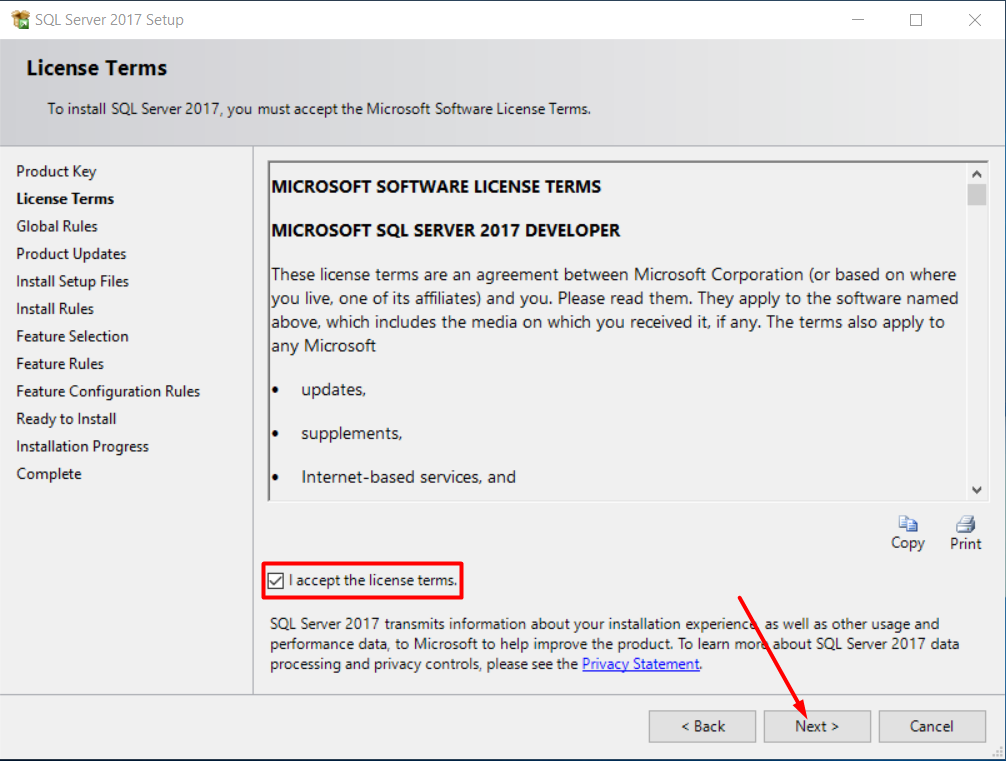 SQL Server 2017 Setup
License Terms
To install SQL Server 2017, you must accept the Microsoft Software License Terms.
Product Key
License Terms
Global Rules
Product Updates
Install Setup Files
Install Rules
Feature Selection
Feature Rules
Feature Configuration Rules
Ready to Install
Installation Progress
Complete
MICROSOFT SOFTWARE LICENSE TERMS
MICROSOFT SQL SERVER 2017 DEVELOPER
These license terms are an agreement between Microsoft Corporation (or based on where
you live, one of its affiliates) and you. Please read them. They apply to the software named
above, which includes the media on which you received it, if any. The terms also apply to
any Microsoft
• updates,
• supplements,
• Internet-based services, and
Copy
Print
I accept the license terms.
SQL Server 2017 transmits information about your installation experience, as well as other usage and
performance data, to Microsoft to help improve the product. To learn more about SQL Server 2017 data
processing and privacy controls, please see the Privacy Statement.
< Back
Next >
Cancel